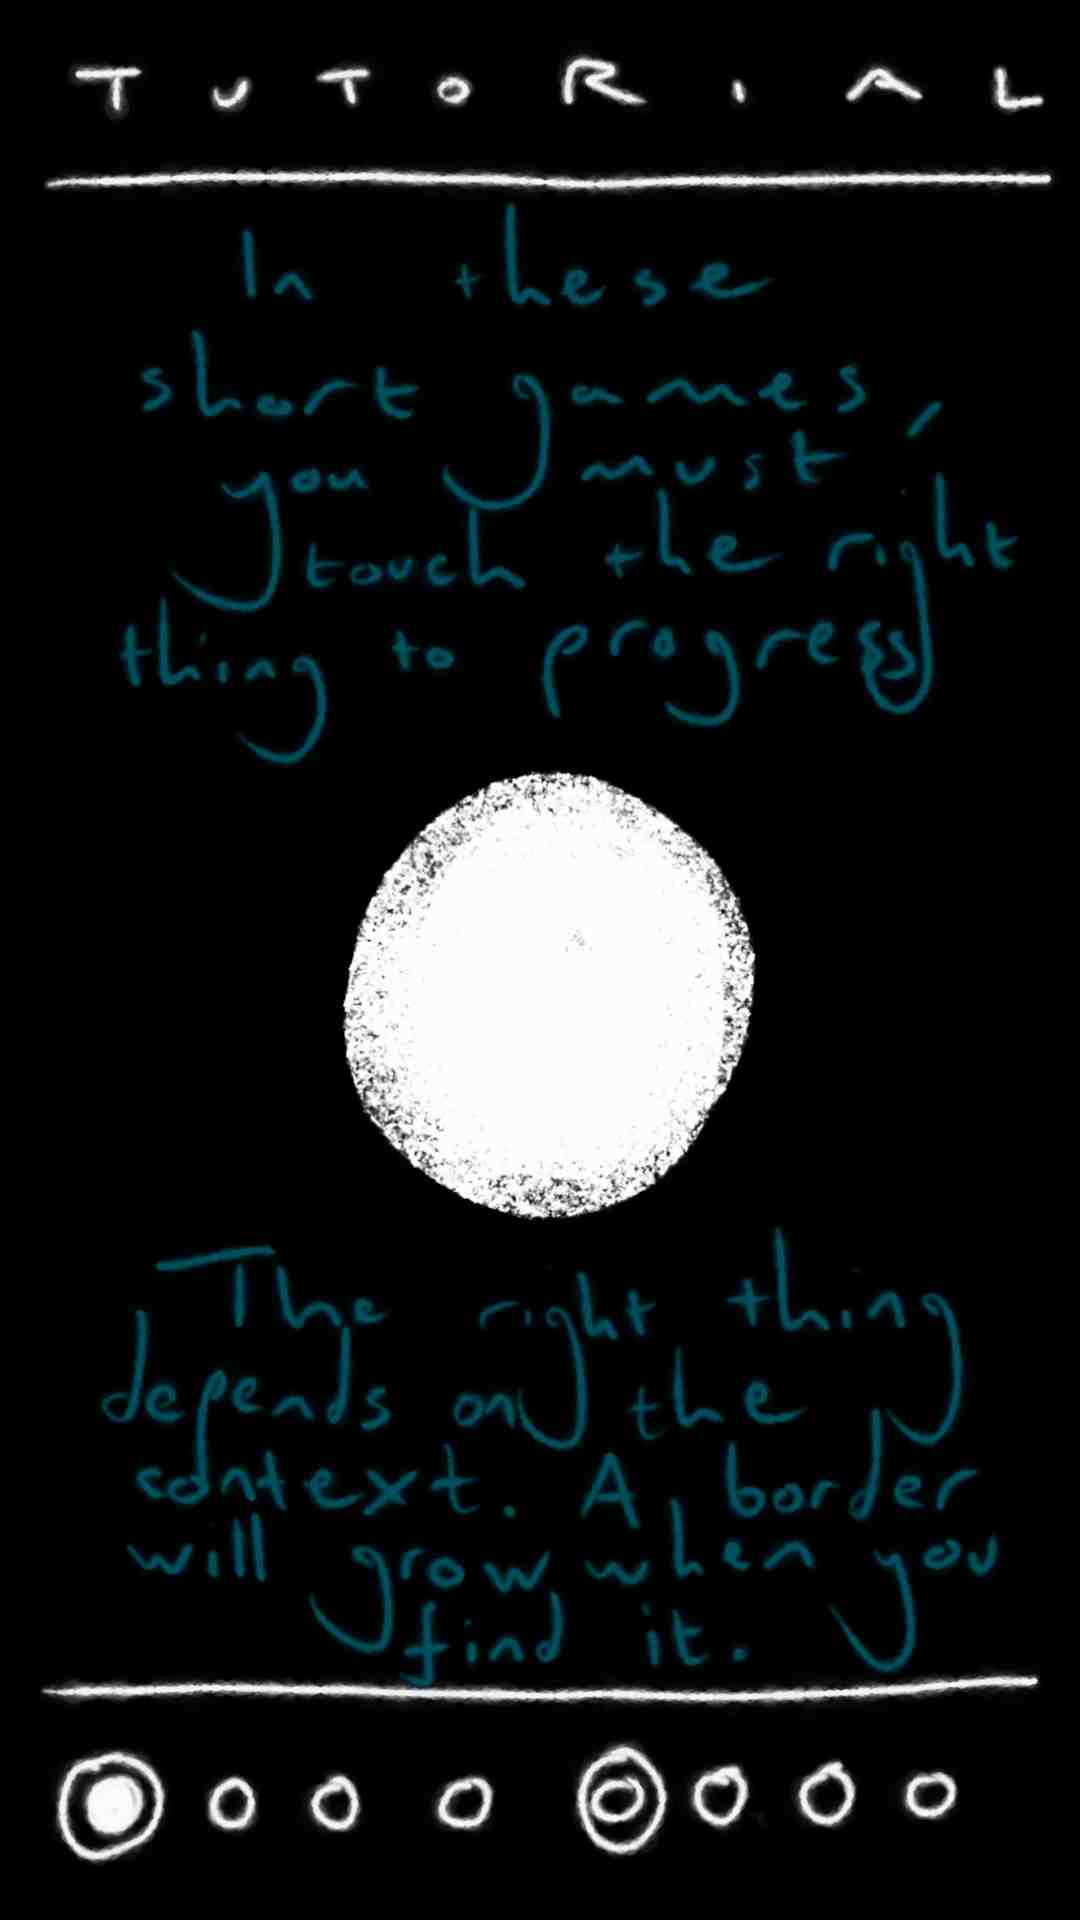 TUTORIAL
In these
short games,
you must
touch the right
thing to progress
The right thing
depends on the
context. A border
will grow when you
find it.